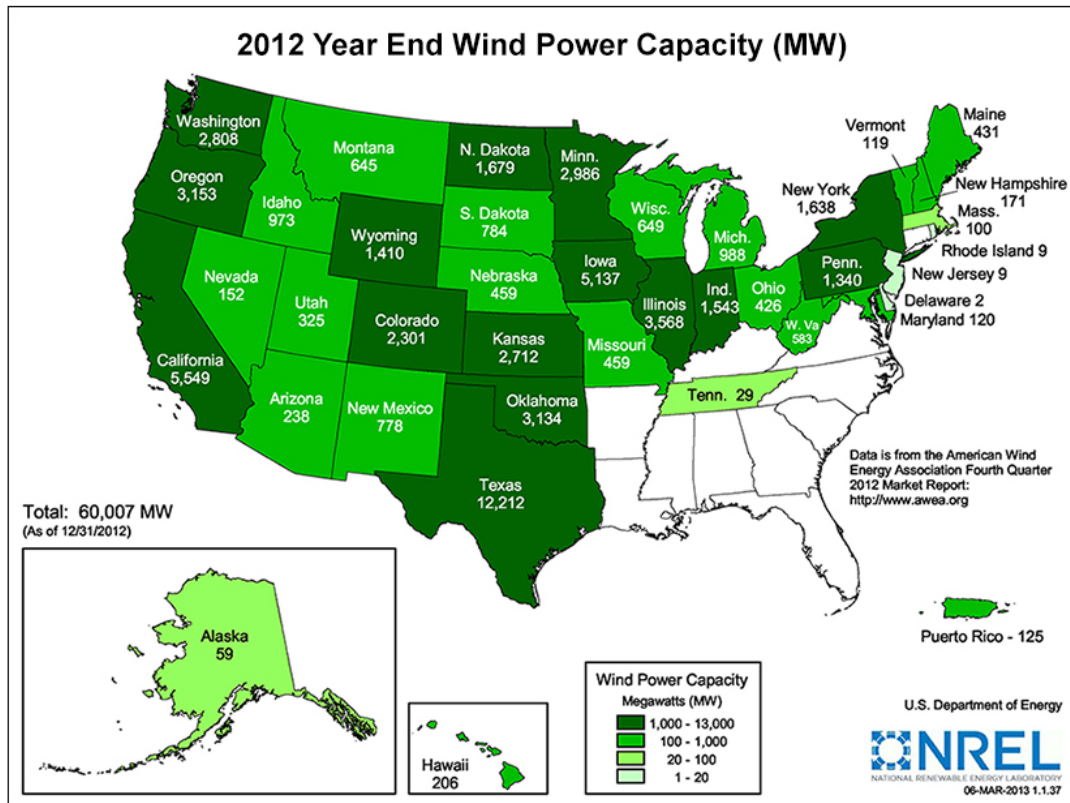 2012 Year End Wind Power Capacity (MW)
Washington
2,808
Oregon
3,153
California
5,549
Idaho
973
Nevada
152
Montana
645
Wyoming
1,410
Utah
325
Colorado
2,301
Arizona
238
New Mexico
778
N. Dakota
1,679
S. Dakota
784
Nebraska
459
Kansas
2,712
Oklahoma
3,134
Texas
12,212
Minn.
2,986
Iowa
5,137
Missouri
459
Wisc.
649
Illinois
3,568
Mich.
988
Ind.
1,543
Ohio
426
W. Va
583
Tenn. 29
Penn.
1,340
New York
1,638
Vermont
119
Maine
431
New Hampshire
171
Mass.
100
Rhode Island 9
New Jersey 9
Delaware 2
Maryland 120
Data is from the American Wind
Energy Association Fourth Quarter
2012 Market Report:
http://www.awea.org
Total: 60,007 MW
(As of 12/31/2012)
Alaska
59
Hawaii
206
Puerto Rico - 125
Wind Power Capacity
Megawatts (MW)
1,000 - 13,000
100 - 1,000
20 - 100
1 - 20
U.S. Department of Energy
NREL
NATIONAL RENEWABLE ENERGY LABORATORY
06-MAR-2013 1.1.37